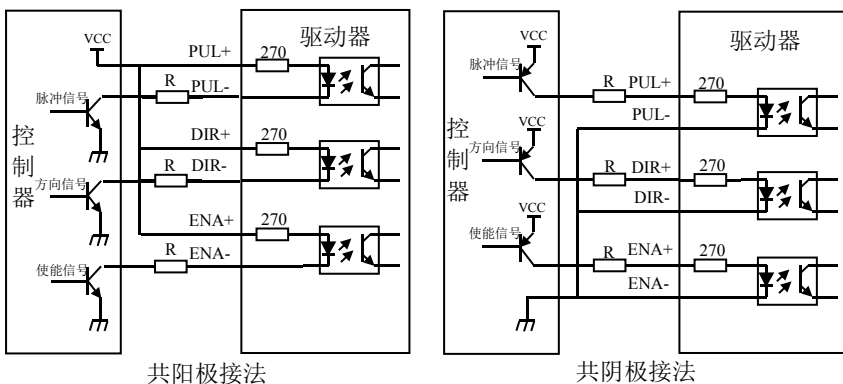 VCC
PUL+
270
驱动器
R
PUL-
脉冲信号
控制器
DIR+
270
R
DIR-
方向信号
ENA+
270
R
ENA-
使能信号
共阳极接法
VCC
驱动器
脉冲信号
R
PUL+
270
PUL-
VCC
控制器
方向信号
R
DIR+
270
DIR-
VCC
使能信号
R
ENA+
270
ENA-
共阴极接法